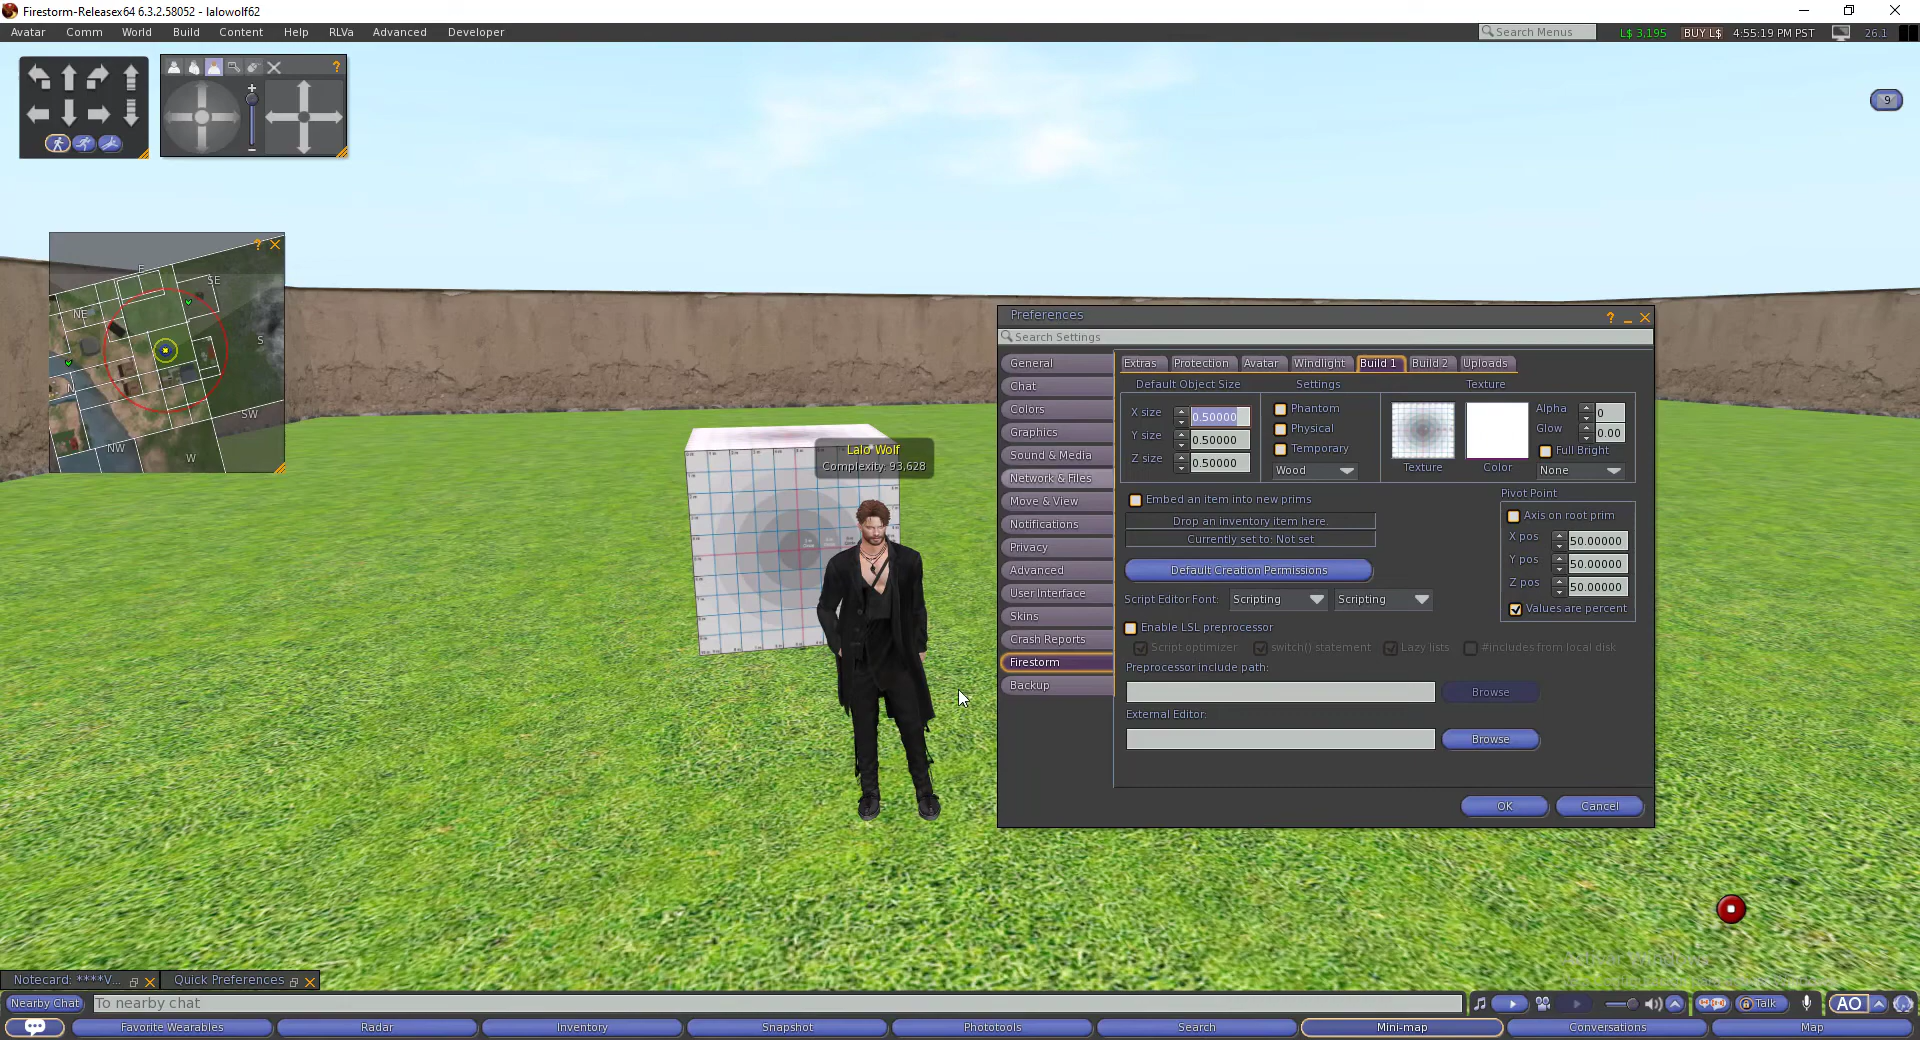 Firestorm-Releasex64 6.3.2.58052 - lalowolf62
Avatar Comm World Build Content Help RLVa Advanced Developer
Search Menus L$ 3,195 BUY L$ 4:55:19 PM PST 26.1
?
9
?
E
SE
NE
S
N
SW
NW
W
Lalo Wolf
Complexity: 93,628
Preferences
?
Search Settings
General
Chat
Colors
Graphics
Sound & Media
Network & Files
Move & View
Notifications
Privacy
Advanced
User Interface
Skins
Crash Reports
Firestorm
Backup
Extras Protection Avatar Windlight Build 1 Build 2 Uploads
Default Object Size Settings Texture
X size 0.50000
Y size 0.50000
Z size 0.50000
Phantom
Physical
Temporary
Wood
Texture
Color
Alpha 0
Glow 0.00
Full Bright
None
Embed an item into new prims
Drop an inventory item here.
Currently set to: Not set
Default Creation Permissions
Script Editor Font: Scripting Scripting
Pivot Point
Axis on root prim
X pos 50.00000
Y pos 50.00000
Z pos 50.00000
Values are percent
Enable LSL preprocessor
Script optimizer switch() statement Lazy lists #includes from local disk
Preprocessor include path:
Browse
External Editor:
Browse
OK Cancel
Notecard: ****V... Quick Preferences
Nearby Chat To nearby chat Talk AO
Favorite Wearables Radar Inventory Snapshot Phototools Search Mini-map Conversations Map